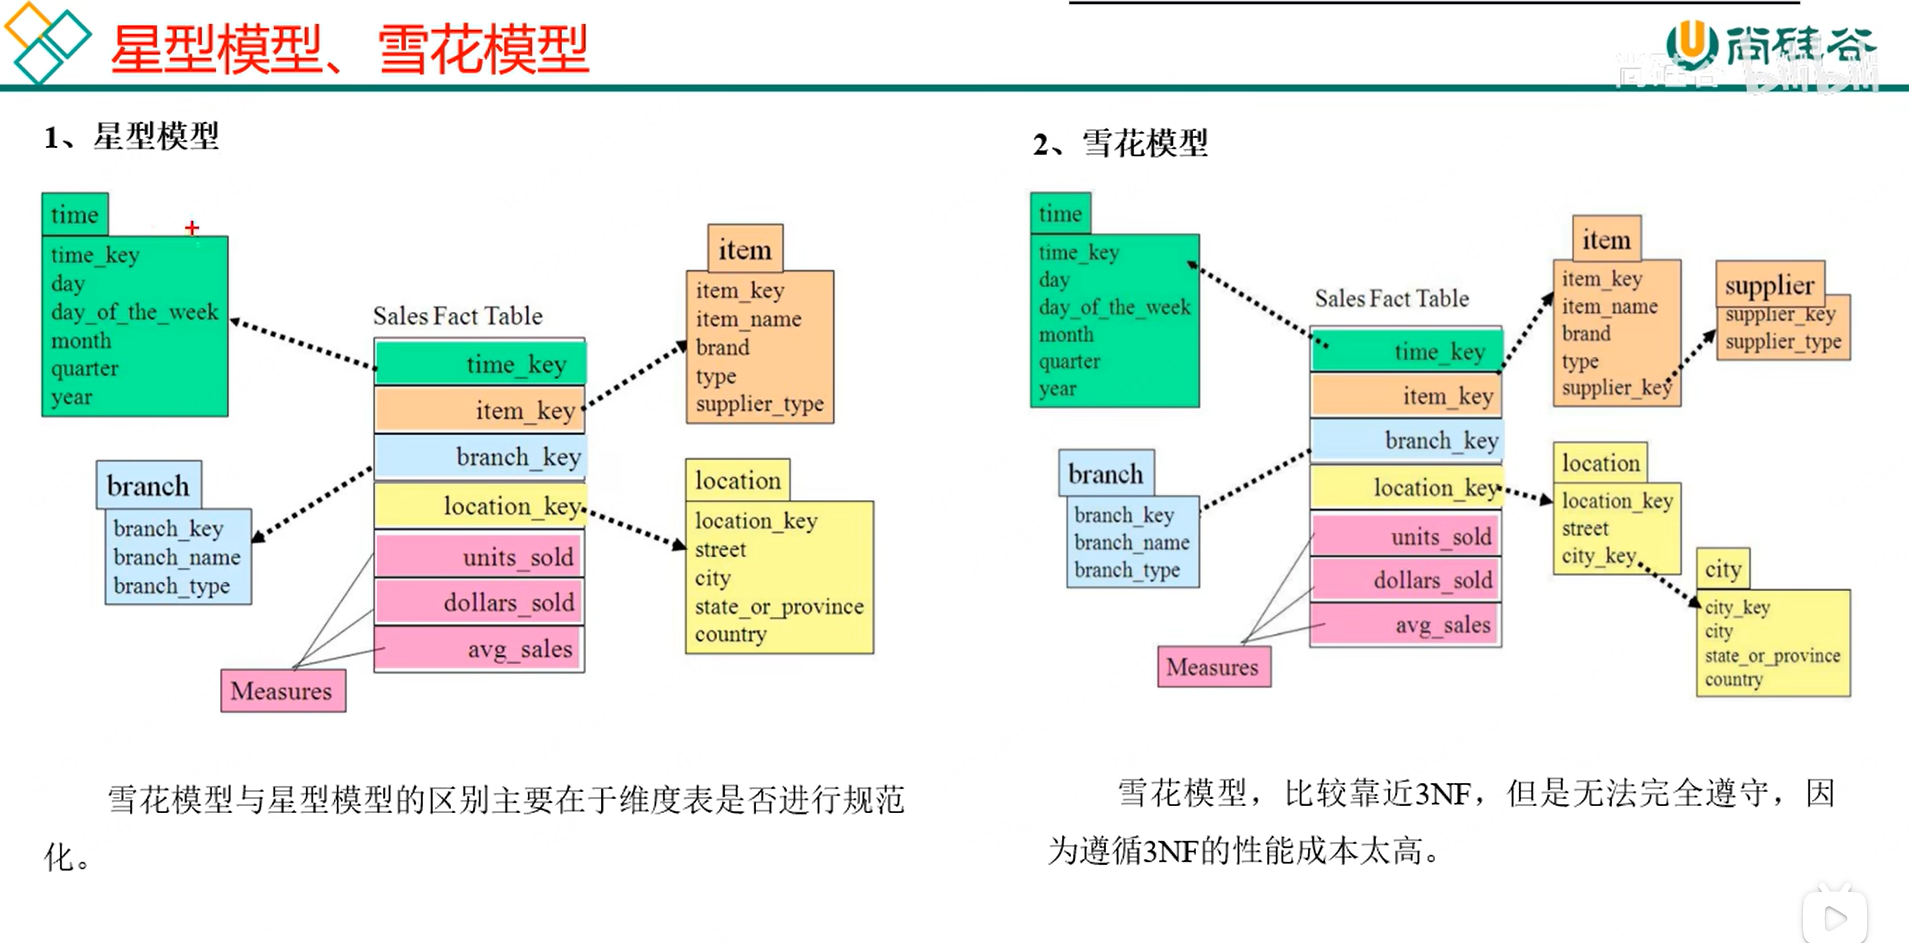 星型模型、雪花模型
尚硅谷
尚硅谷 bilibili
1、星型模型
time
time_key
day
day_of_the_week
month
quarter
year
branch
branch_key
branch_name
branch_type
Sales Fact Table
time_key
item_key
branch_key
location_key
units_sold
dollars_sold
avg_sales
Measures
item
item_key
item_name
brand
type
supplier_type
location
location_key
street
city
state_or_province
country
雪花模型与星型模型的区别主要在于维度表是否进行规范
化。
2、雪花模型
time
time_key
day
day_of_the_week
month
quarter
year
branch
branch_key
branch_name
branch_type
Sales Fact Table
time_key
item_key
branch_key
location_key
units_sold
dollars_sold
avg_sales
Measures
item
item_key
item_name
brand
type
supplier_key
supplier
supplier_key
supplier_type
location
location_key
street
city_key
city
city_key
city
state_or_province
country
雪花模型，比较靠近3NF，但是无法完全遵守，因
为遵循3NF的性能成本太高。